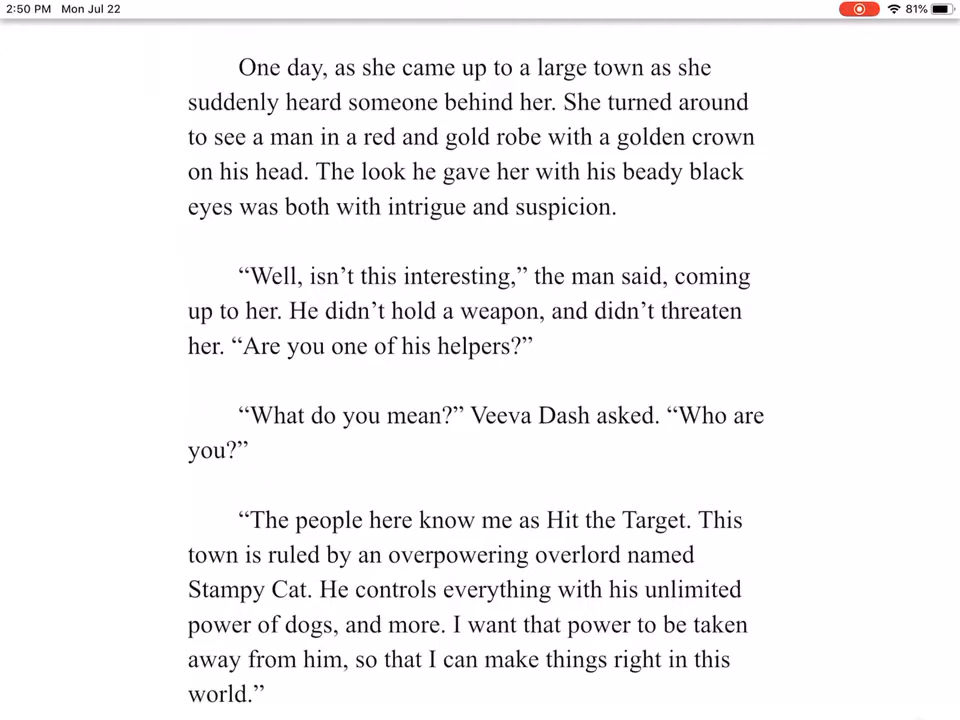 2:50 PM Mon Jul 22
81%
One day, as she came up to a large town as she
suddenly heard someone behind her. She turned around
to see a man in a red and gold robe with a golden crown
on his head. The look he gave her with his beady black
eyes was both with intrigue and suspicion.
“Well, isn’t this interesting,” the man said, coming
up to her. He didn’t hold a weapon, and didn’t threaten
her. “Are you one of his helpers?”
“What do you mean?” Veeva Dash asked. “Who are
you?”
“The people here know me as Hit the Target. This
town is ruled by an overpowering overlord named
Stampy Cat. He controls everything with his unlimited
power of dogs, and more. I want that power to be taken
away from him, so that I can make things right in this
world.”